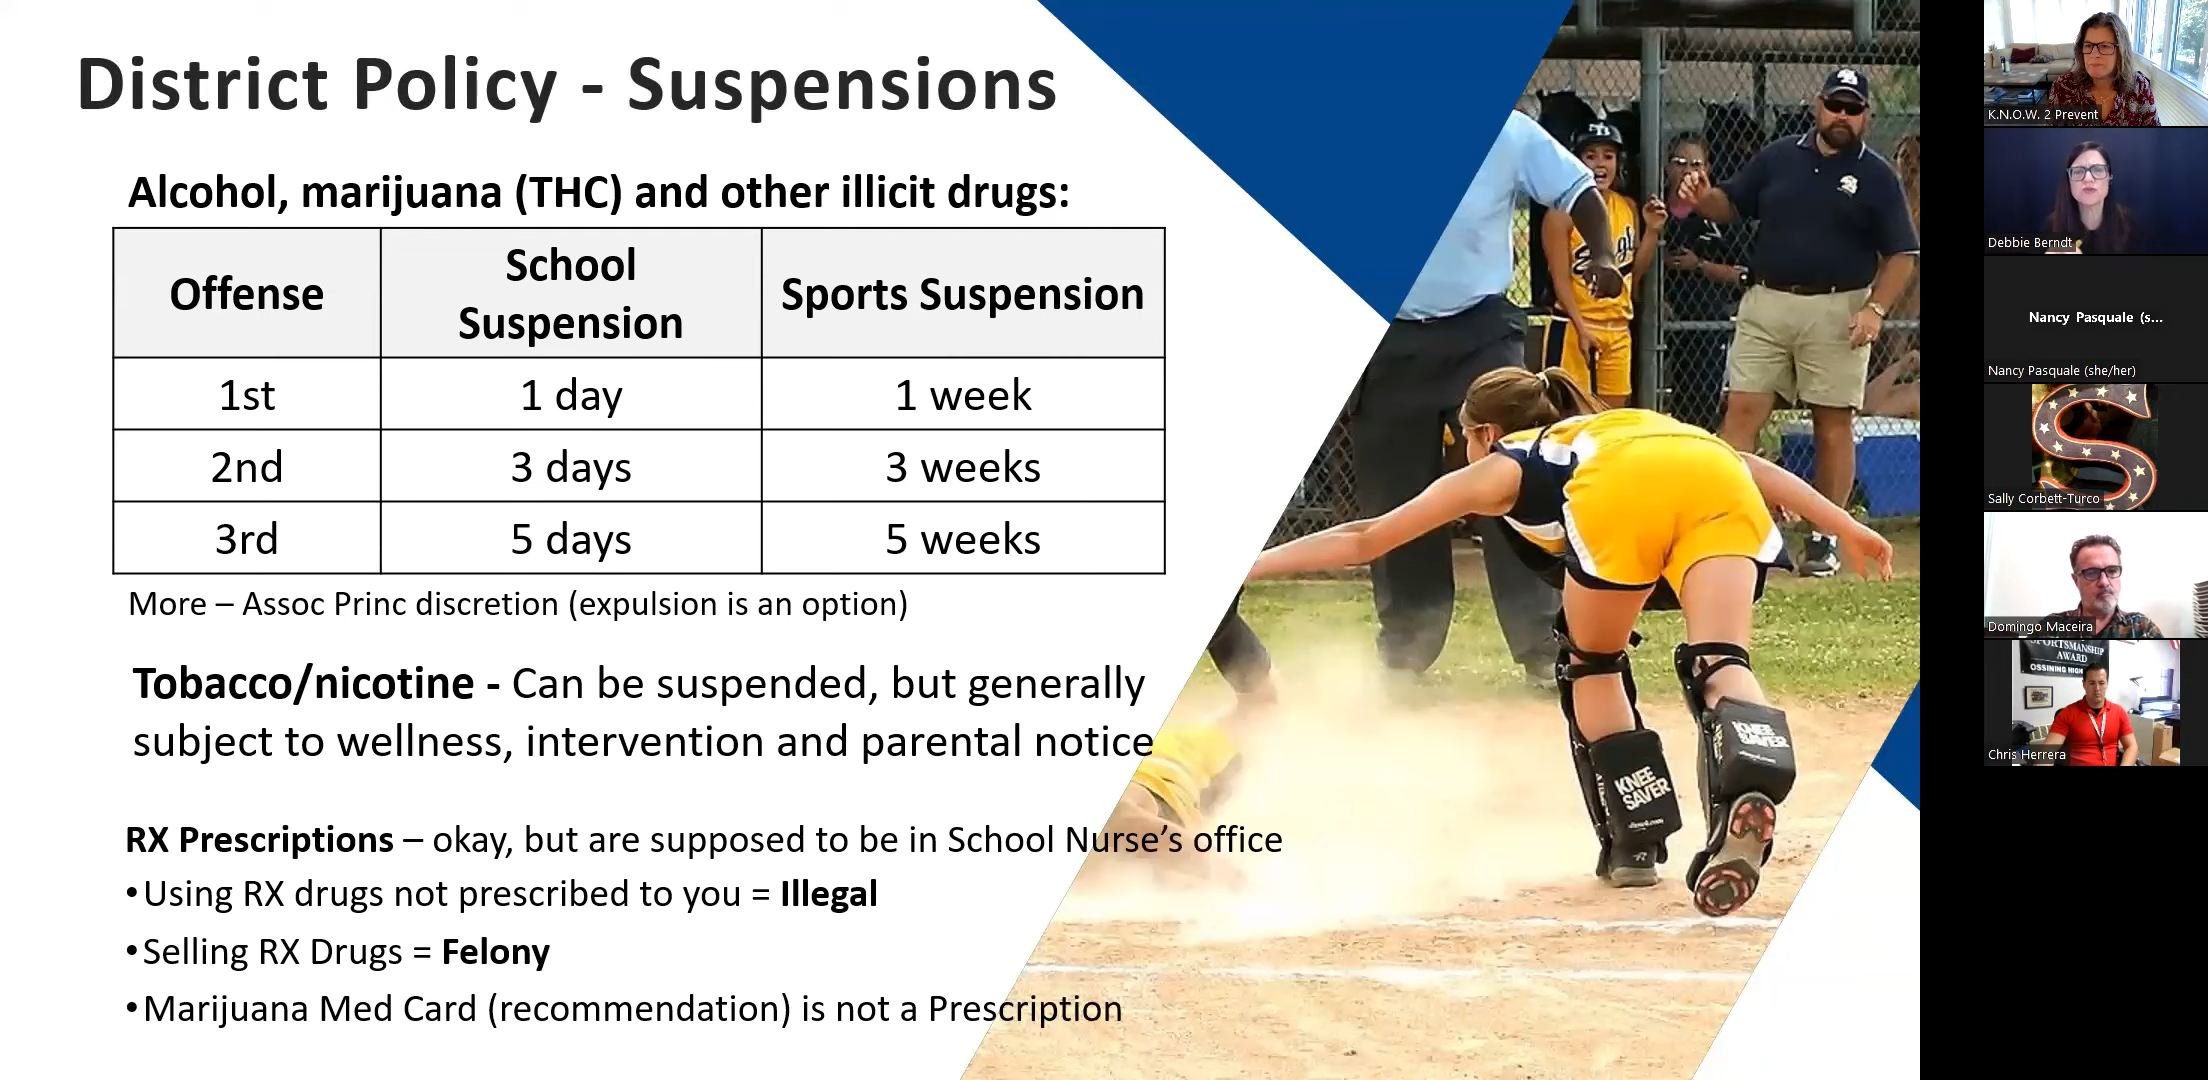 District Policy - Suspensions
Alcohol, marijuana (THC) and other illicit drugs:
Offense
School
Suspension
Sports Suspension
1st
1 day
1 week
2nd
3 days
3 weeks
3rd
5 days
5 weeks
More – Assoc Princ discretion (expulsion is an option)
Tobacco/nicotine - Can be suspended, but generally
subject to wellness, intervention and parental notice
RX Prescriptions – okay, but are supposed to be in School Nurse’s office
•Using RX drugs not prescribed to you = Illegal
•Selling RX Drugs = Felony
•Marijuana Med Card (recommendation) is not a Prescription
KNEE
SAVER
KNEE
SAVER
K.N.O.W. 2 Prevent
Debbie Berndt
Nancy Pasquale (s...
Nancy Pasquale (she/her)
S
Sally Corbett-Turco
Domingo Maceira
SPORTSMANSHIP
AWARD
OSSINING HIGH
Chris Herrera